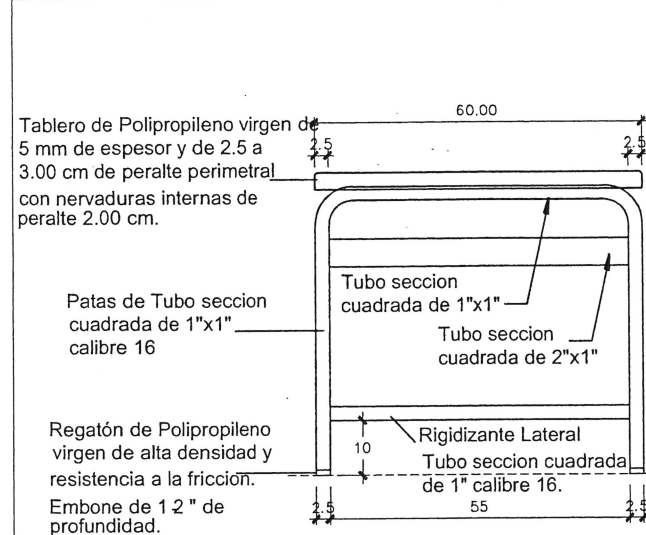 60.00
Tablero de Polipropileno virgen de
5 mm de espesor y de 2.5 a
3.00 cm de peralte perimetral
con nervaduras internas de
peralte 2.00 cm.
2.5
2.5
Patas de Tubo seccion
cuadrada de 1"x1"
calibre 16
Tubo seccion
cuadrada de 1"x1"
Tubo seccion
cuadrada de 2"x1"
Regatón de Polipropileno
virgen de alta densidad y
resistencia a la friccion.
Embone de 1 2 " de
profundidad.
10
Rigidizante Lateral
Tubo seccion cuadrada
de 1" calibre 16.
2.5
55
2.5